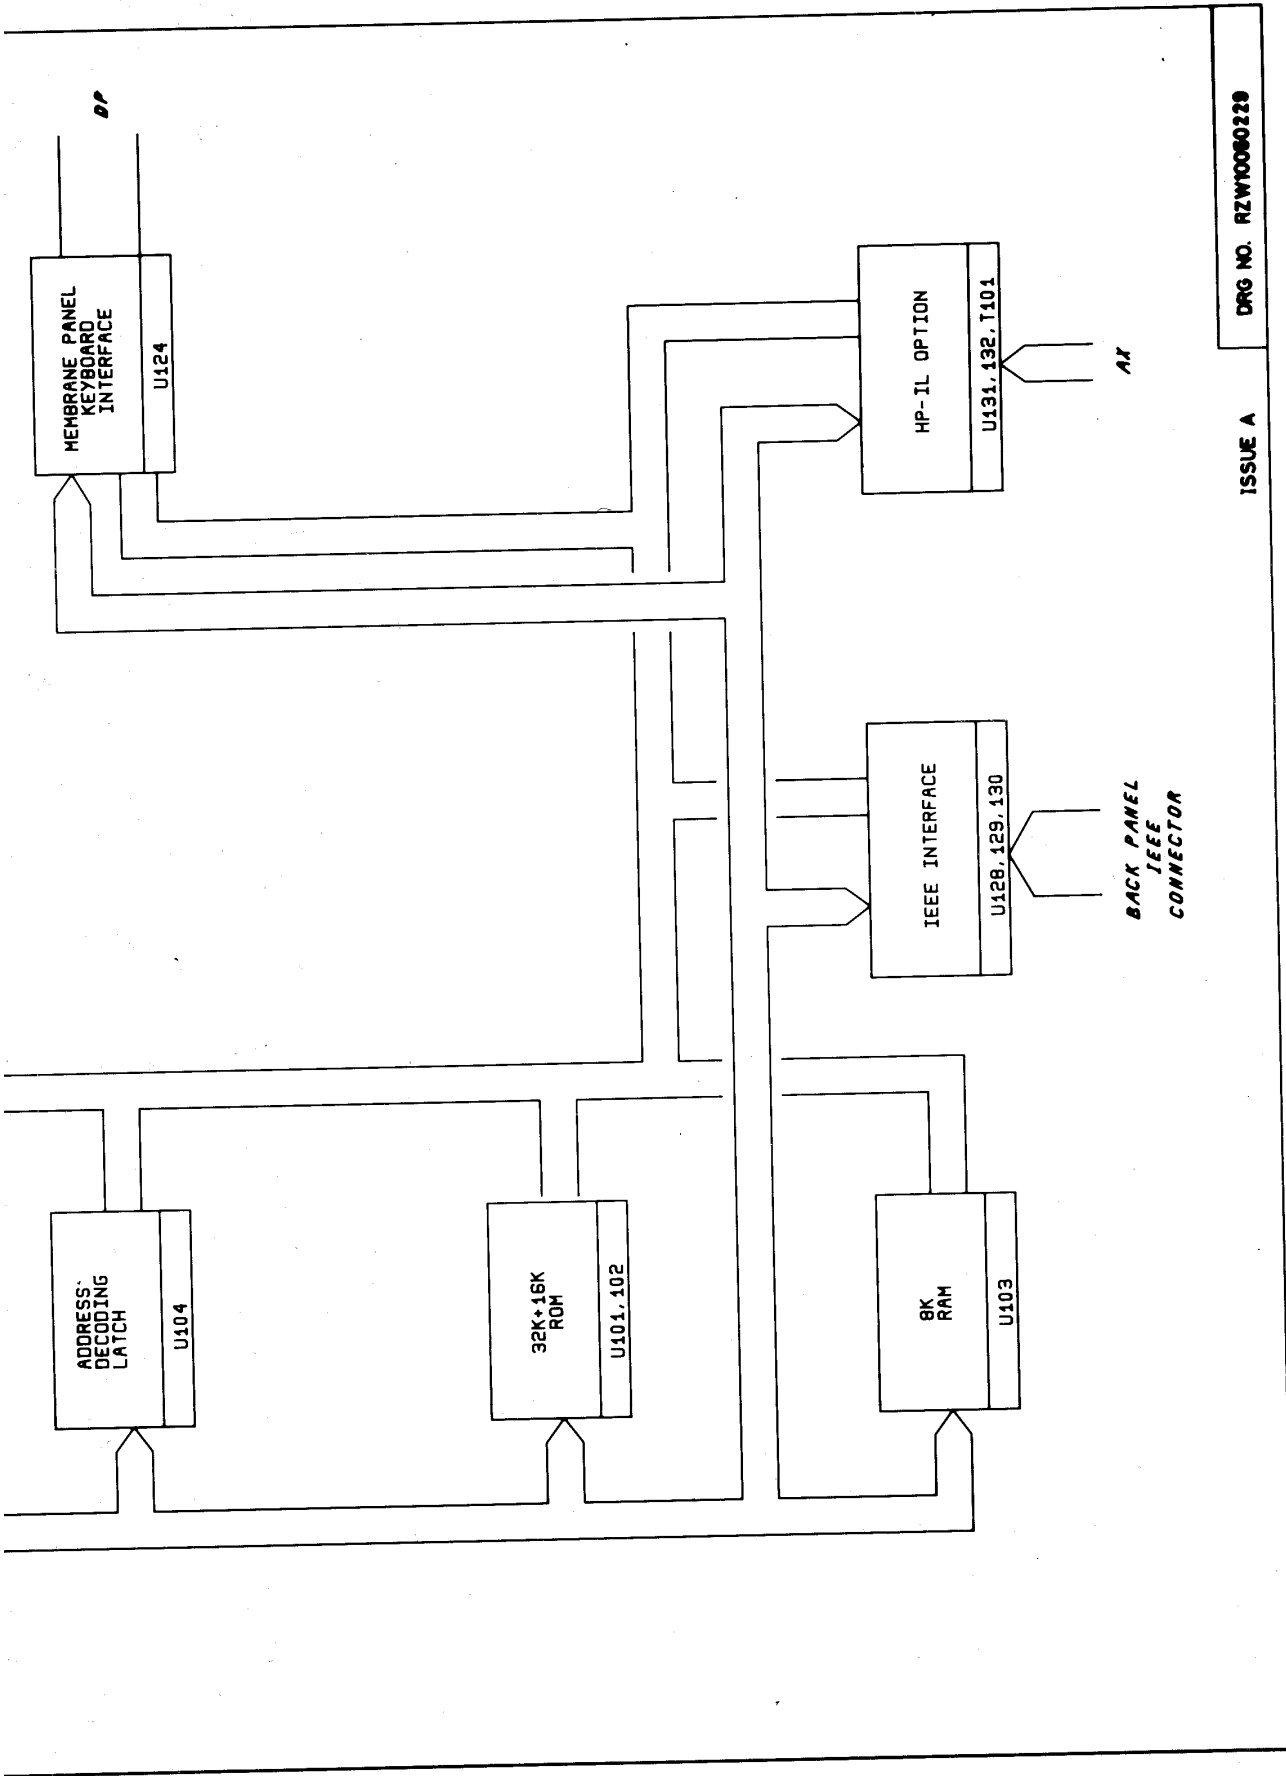 ADDRESS
DECODING
LATCH
U104
32K+16K
ROM
U101, 102
8K
RAM
U103
MEMBRANE PANEL
KEYBOARD
INTERFACE
U124
DP
IEEE INTERFACE
U128, 129, 130
BACK PANEL
IEEE
CONNECTOR
HP-IL OPTION
U131, 132, T101
AX
ISSUE A
DRG NO. RZW10060229